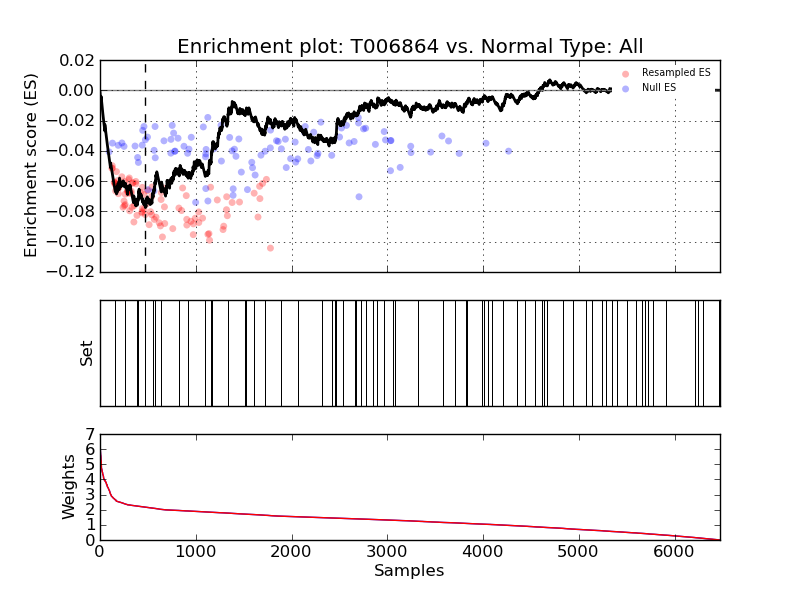 Enrichment plot: T006864 vs. Normal Type: All
Enrichment score (ES)
0.02
0.00
−0.02
−0.04
−0.06
−0.08
−0.10
−0.12
Resampled ES
Null ES
Set
Weights
7
6
5
4
3
2
1
0
0 1000 2000 3000 4000 5000 6000
Samples